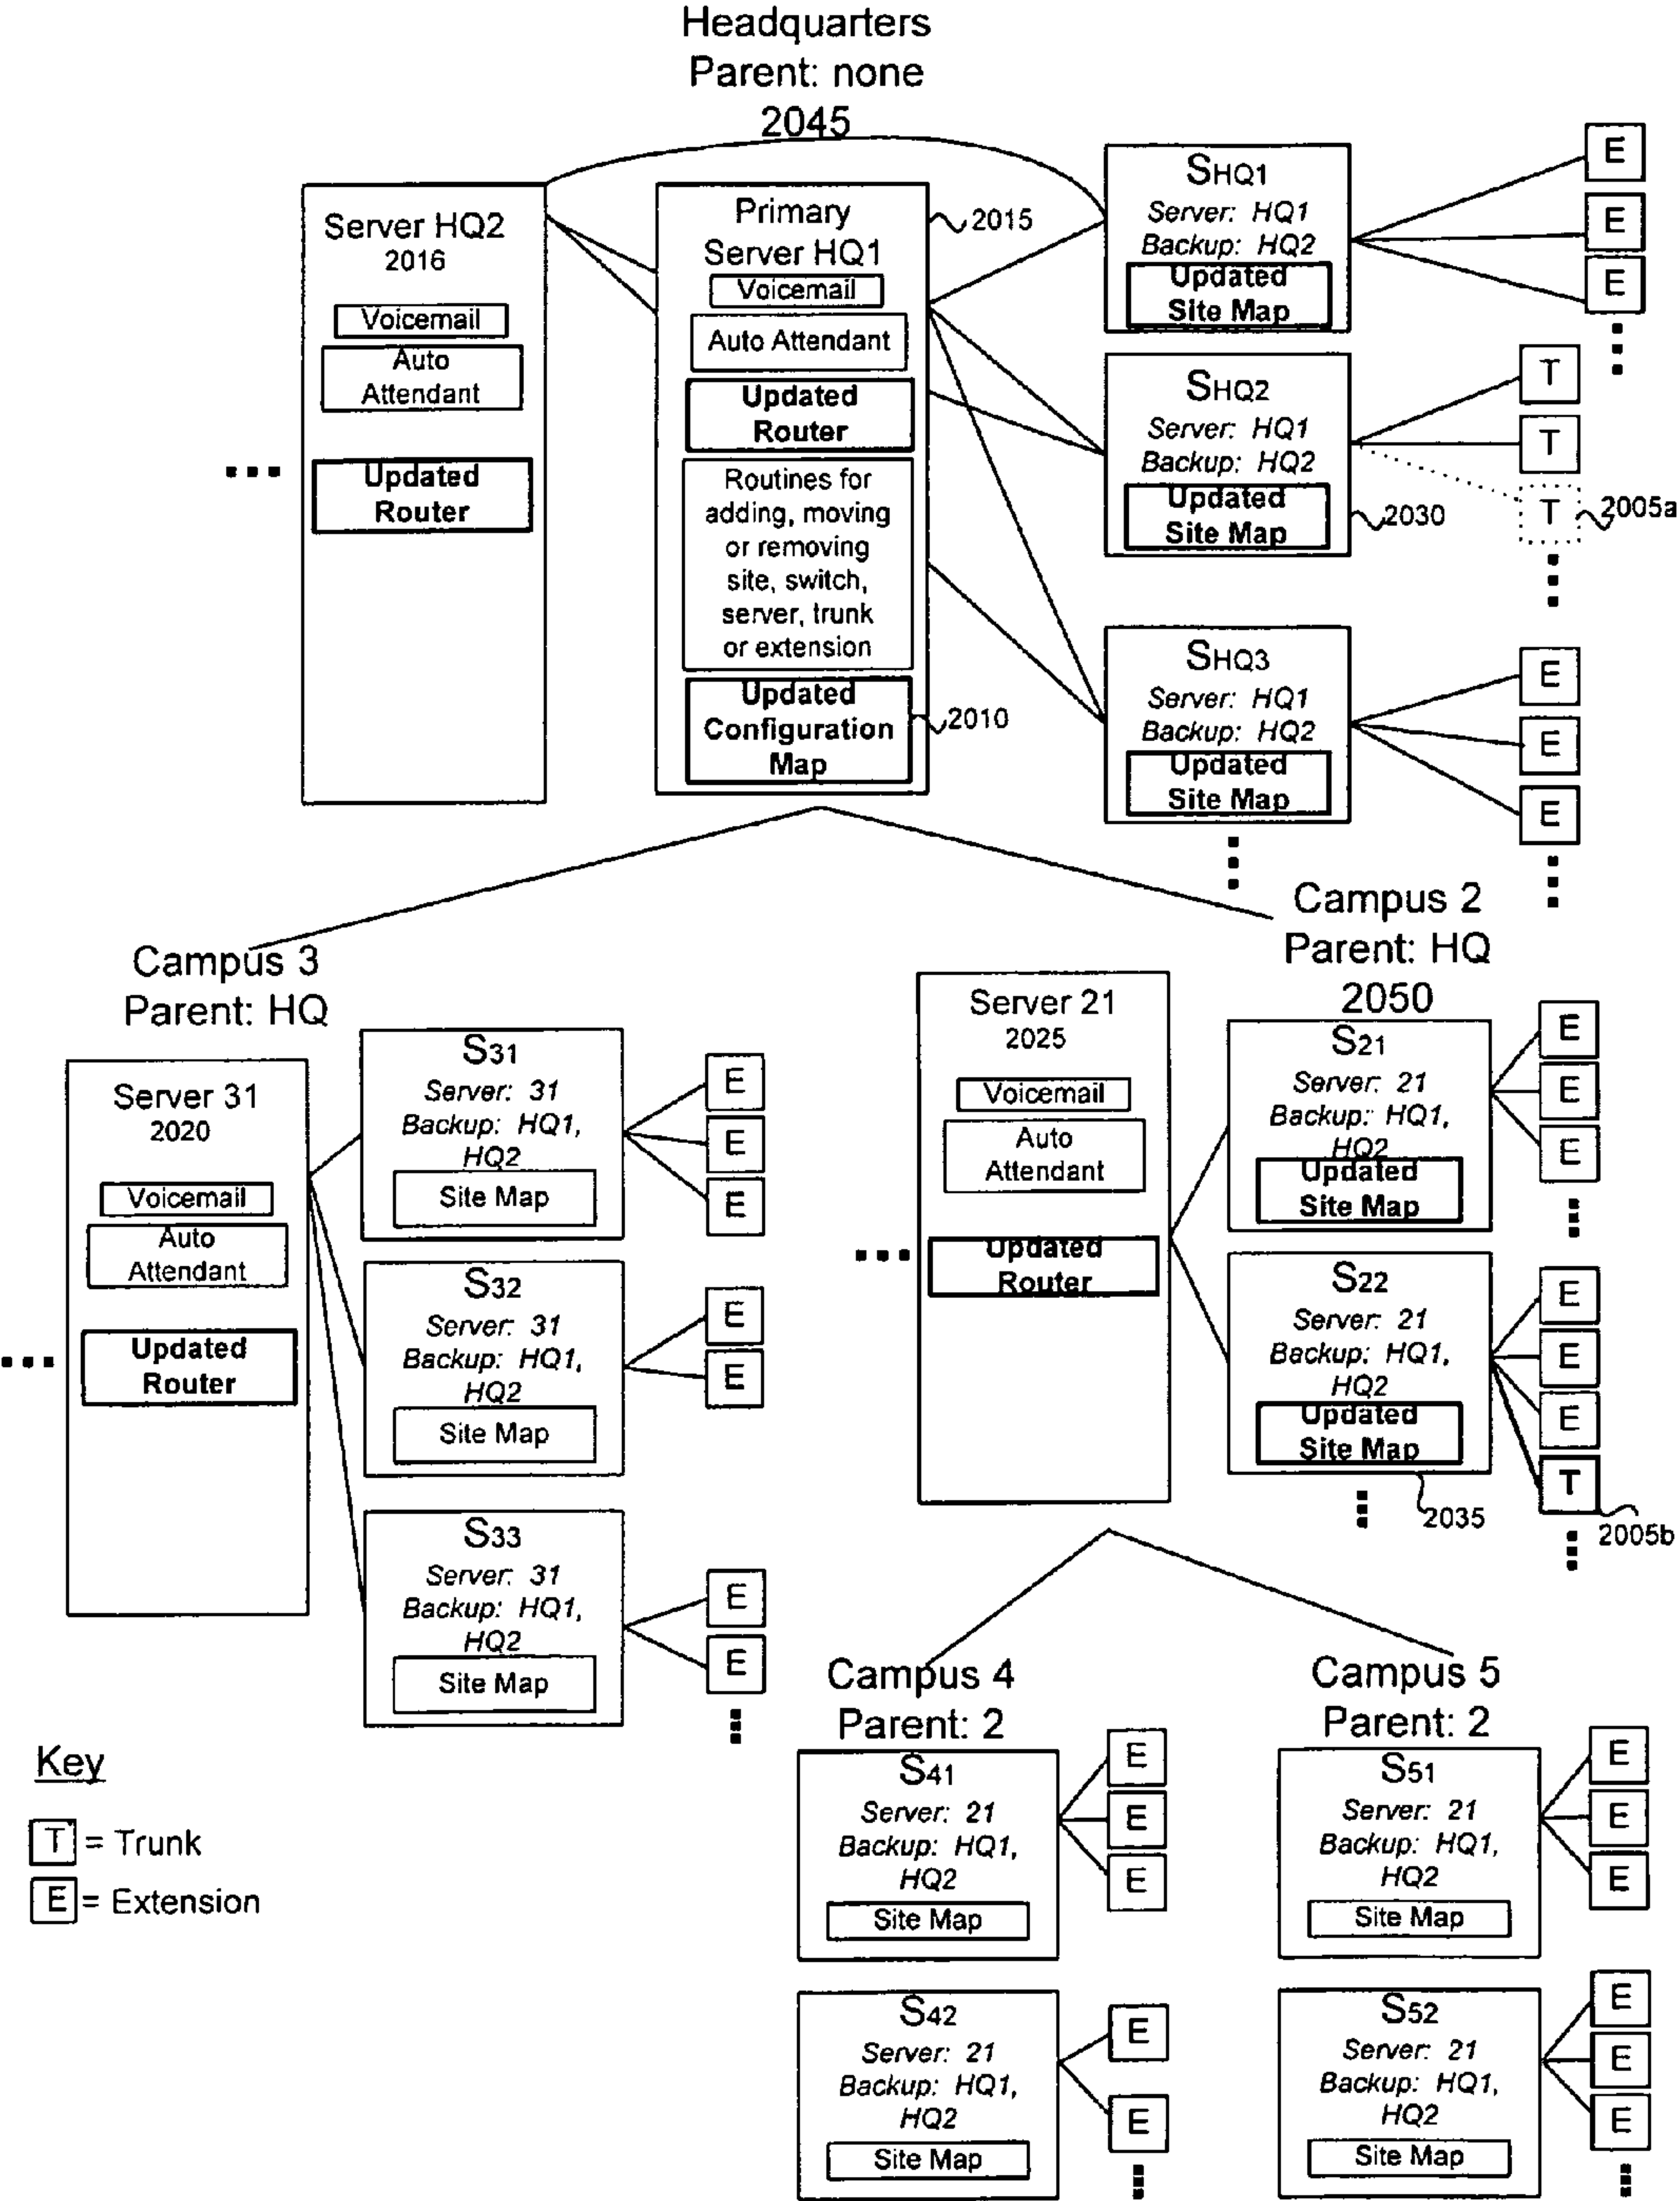 Headquarters
Parent: none
2045
Server HQ2
2016
Voicemail
Auto
Attendant
Updated
Router
Primary
Server HQ1
2015
Voicemail
Auto Attendant
Updated
Router
Routines for
adding, moving
or removing
site, switch,
server, trunk
or extension
Updated
Configuration
Map
2010
SHQ1
Server: HQ1
Backup: HQ2
Updated
Site Map
E
E
E
SHQ2
Server: HQ1
Backup: HQ2
Updated
Site Map
2030
T
T
T
2005a
SHQ3
Server: HQ1
Backup: HQ2
Updated
Site Map
E
E
E
Campus 3
Parent: HQ
Server 31
2020
Voicemail
Auto
Attendant
Updated
Router
S31
Server: 31
Backup: HQ1,
HQ2
Site Map
E
E
E
S32
Server: 31
Backup: HQ1,
HQ2
Site Map
E
E
S33
Server: 31
Backup: HQ1,
HQ2
Site Map
E
E
Campus 2
Parent: HQ
2050
Server 21
2025
Voicemail
Auto
Attendant
Updated
Router
S21
Server: 21
Backup: HQ1,
HQ2
Updated
Site Map
E
E
E
S22
Server: 21
Backup: HQ1,
HQ2
Updated
Site Map
2035
E
E
E
T
2005b
Campus 4
Parent: 2
S41
Server: 21
Backup: HQ1,
HQ2
Site Map
E
E
E
S42
Server: 21
Backup: HQ1,
HQ2
Site Map
E
E
Campus 5
Parent: 2
S51
Server: 21
Backup: HQ1,
HQ2
Site Map
E
E
E
S52
Server: 21
Backup: HQ1,
HQ2
Site Map
E
E
E
Key
T = Trunk
E = Extension